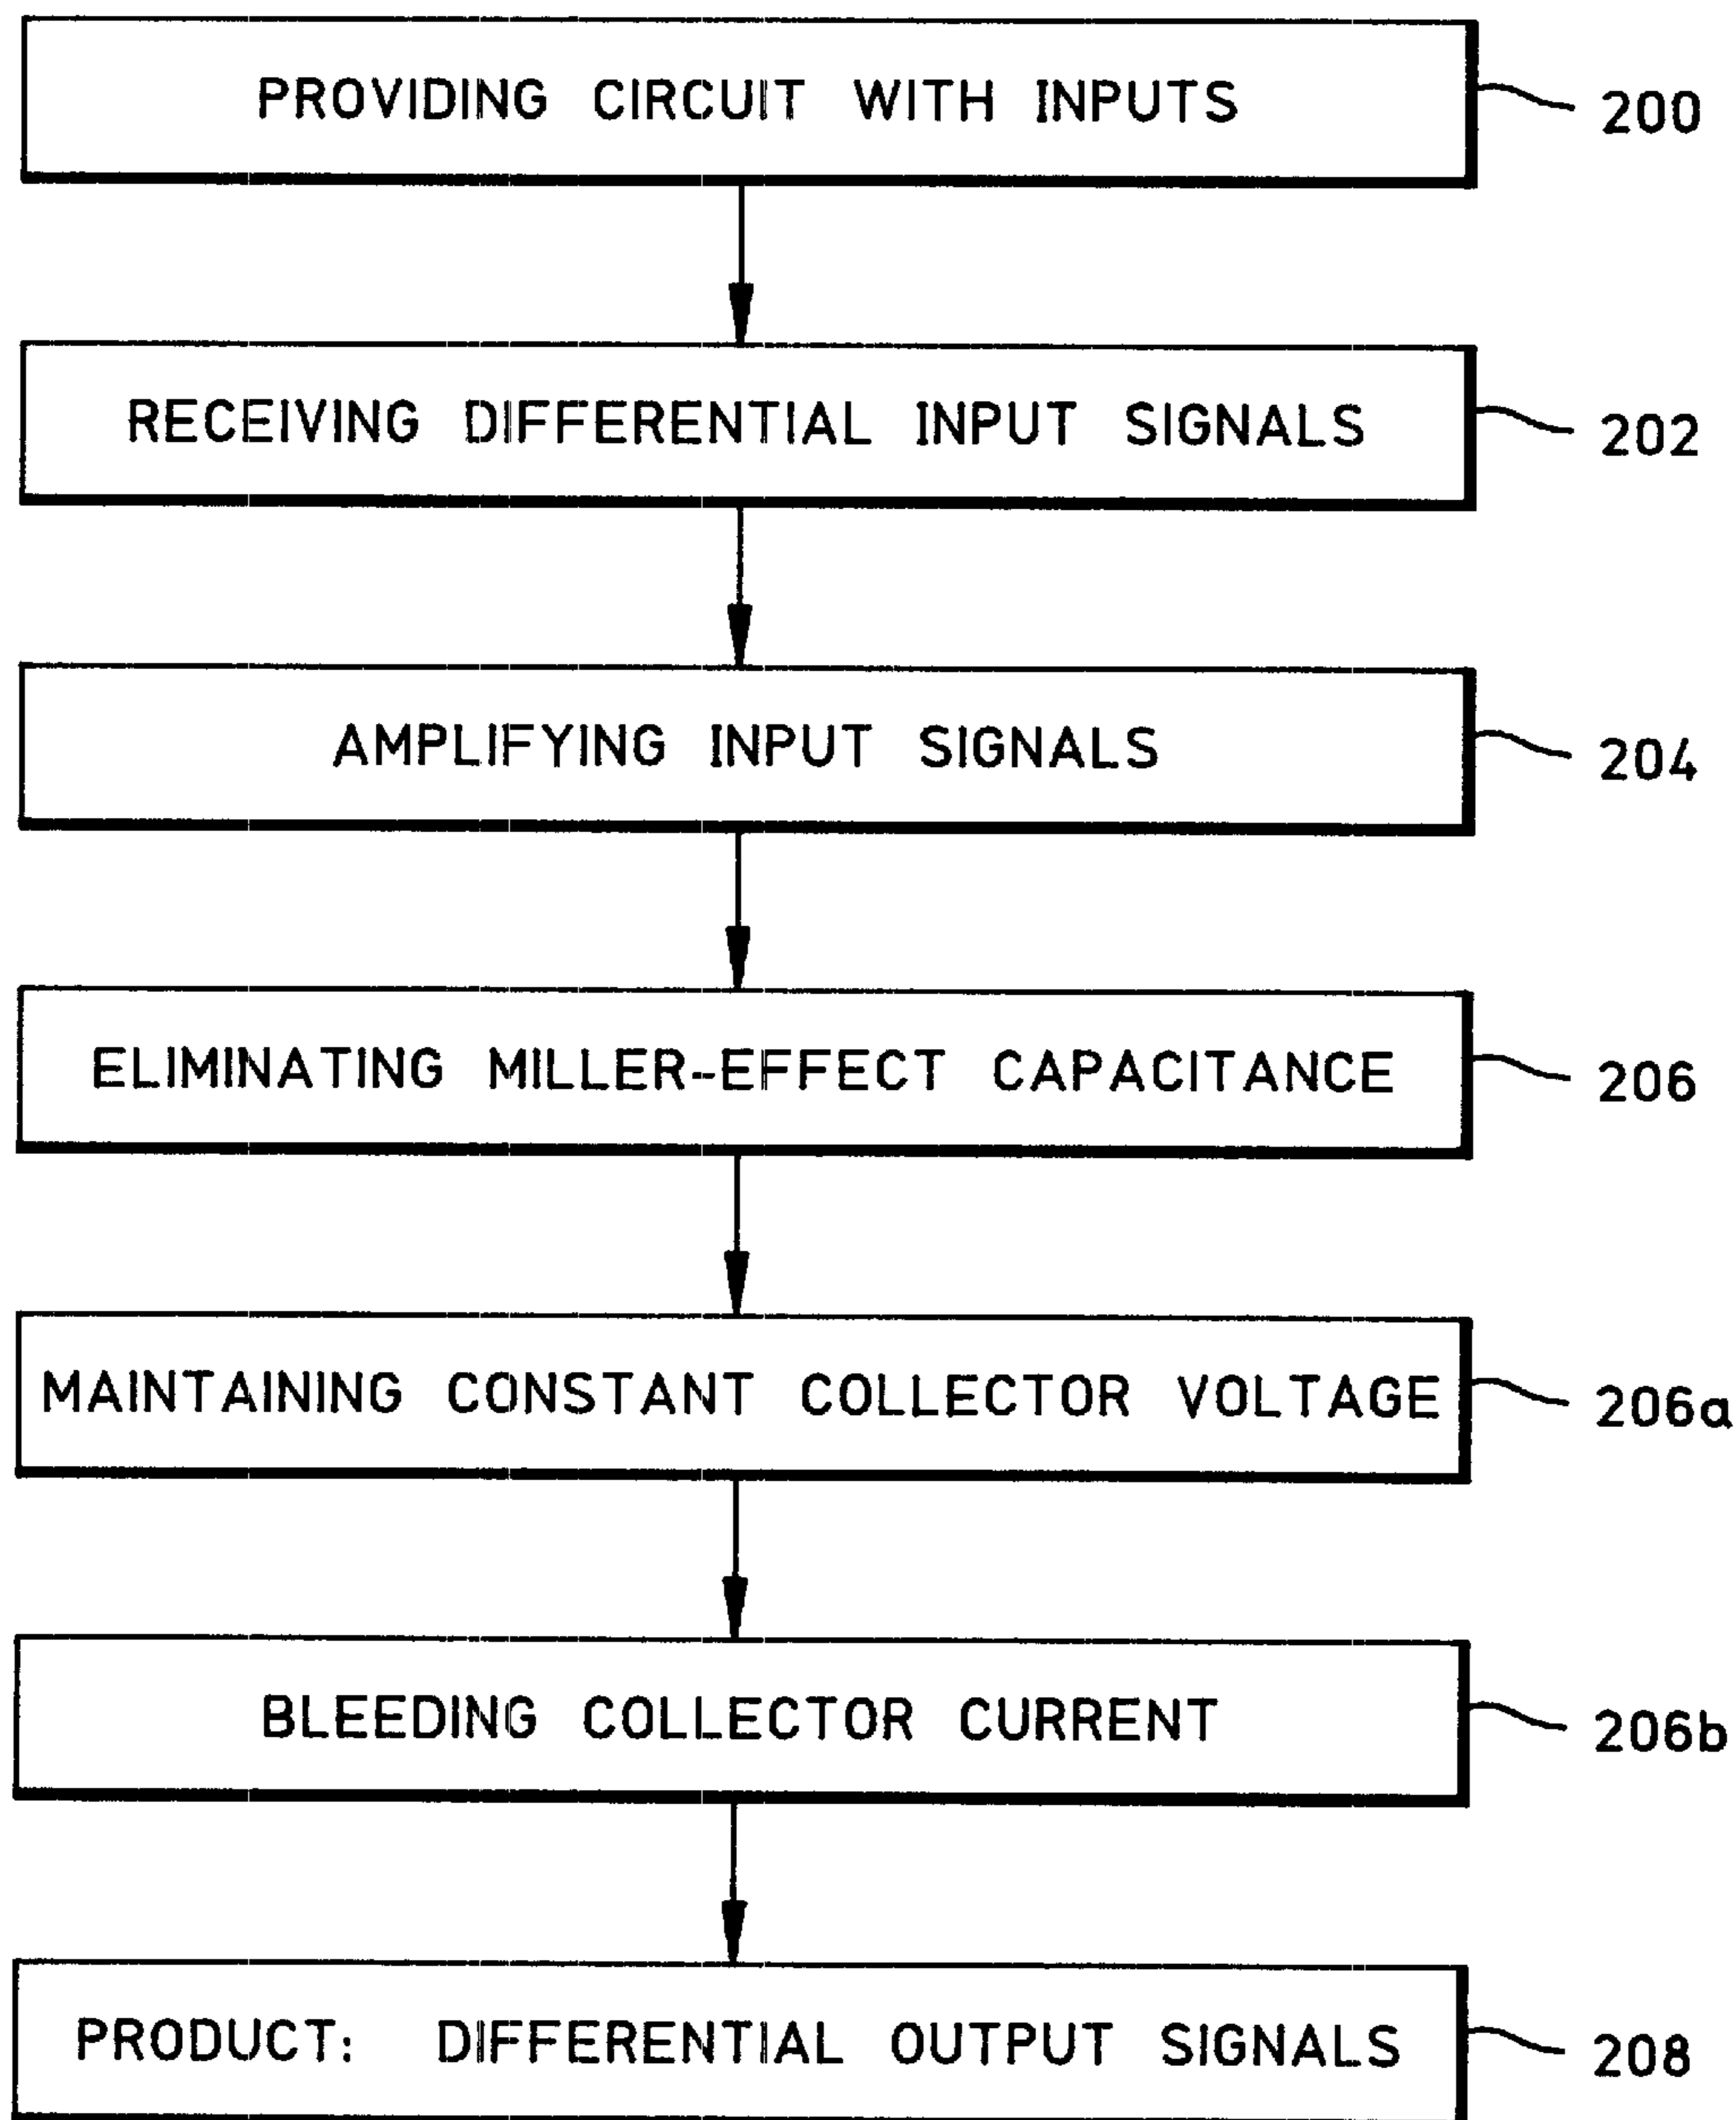 PROVIDING CIRCUIT WITH INPUTS 200
RECEIVING DIFFERENTIAL INPUT SIGNALS 202
AMPLIFYING INPUT SIGNALS 204
ELIMINATING MILLER-EFFECT CAPACITANCE 206
MAINTAINING CONSTANT COLLECTOR VOLTAGE 206a
BLEEDING COLLECTOR CURRENT 206b
PRODUCT: DIFFERENTIAL OUTPUT SIGNALS 208